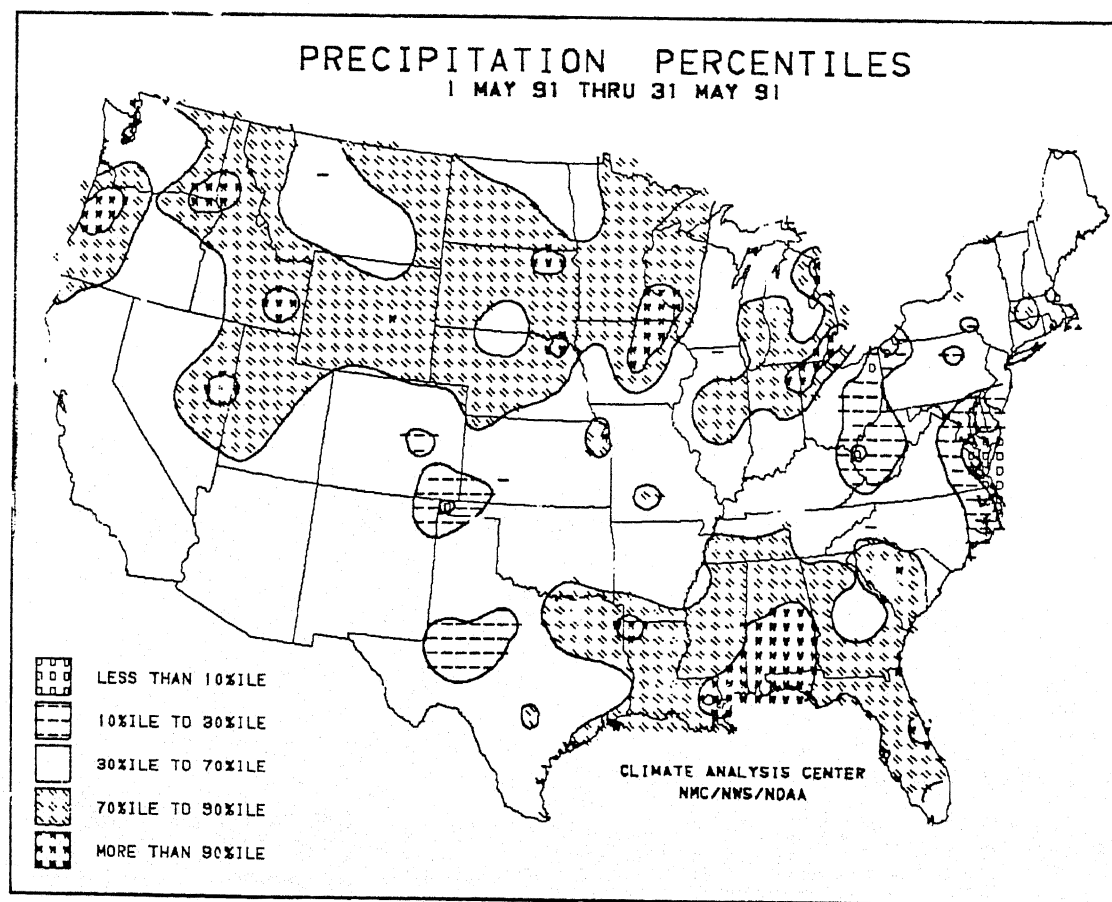 PRECIPITATION PERCENTILES
1 MAY 91 THRU 31 MAY 91
LESS THAN 10%ILE
10%ILE TO 30%ILE
30%ILE TO 70%ILE
70%ILE TO 90%ILE
MORE THAN 90%ILE
CLIMATE ANALYSIS CENTER
NMC/NWS/NOAA